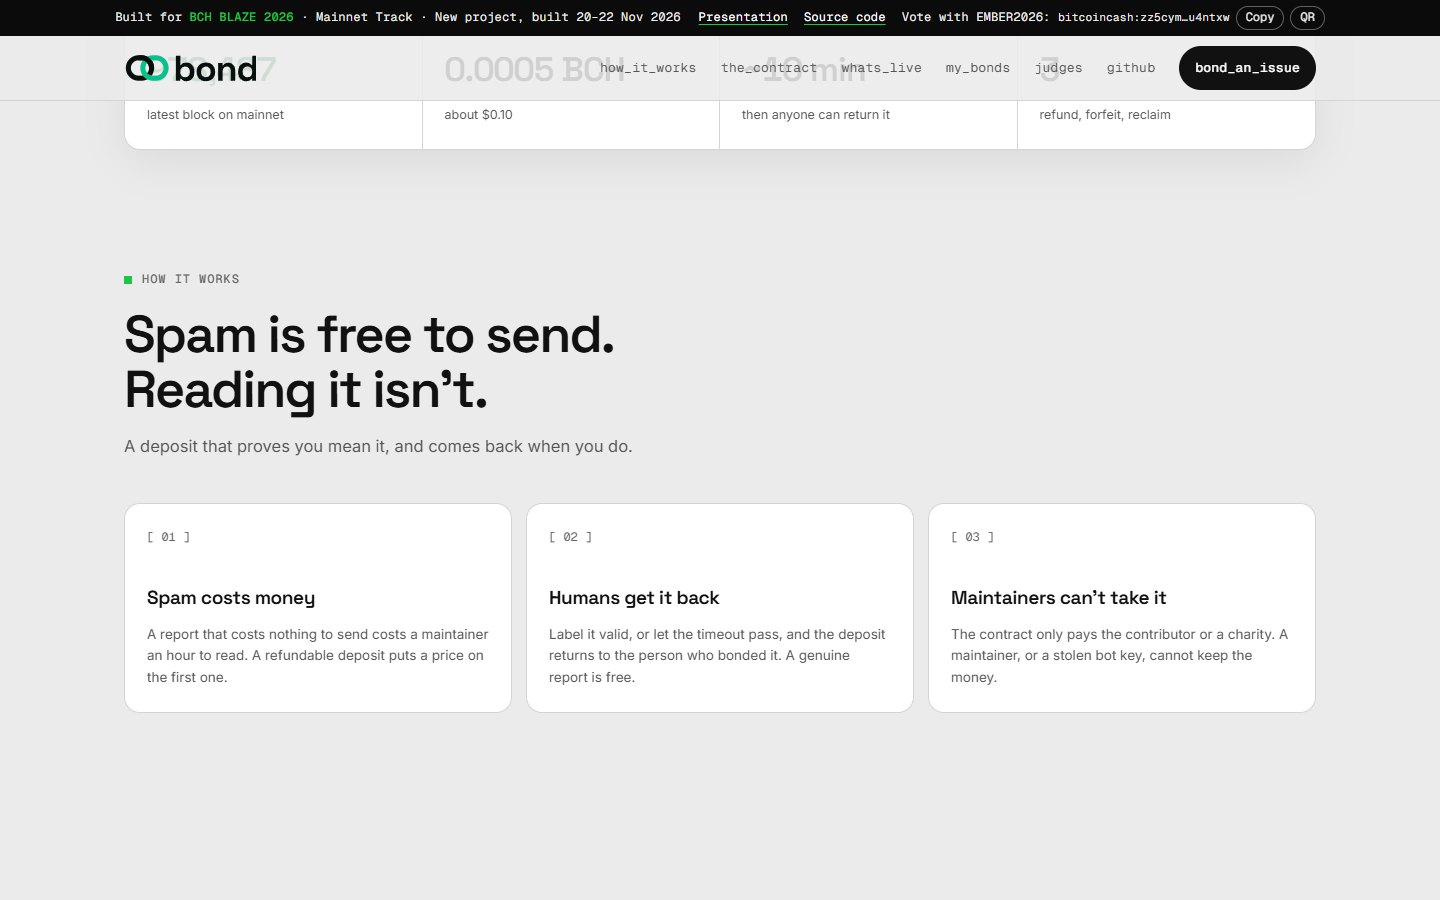 Built for BCH BLAZE 2026 · Mainnet Track · New project, built 20–22 Nov 2026 Presentation Source code Vote with EMBER2026: bitcoincash:zz5cym…u4ntxw Copy QR
bond how_it_works the_contract whats_live my_bonds judges github bond_an_issue
0.0005 BCH ~10 min 3
latest block on mainnet about $0.10 then anyone can return it refund, forfeit, reclaim
HOW IT WORKS
Spam is free to send.
Reading it isn’t.
A deposit that proves you mean it, and comes back when you do.
[ 01 ]
Spam costs money
A report that costs nothing to send costs a maintainer
an hour to read. A refundable deposit puts a price on
the first one.
[ 02 ]
Humans get it back
Label it valid, or let the timeout pass, and the deposit
returns to the person who bonded it. A genuine
report is free.
[ 03 ]
Maintainers can’t take it
The contract only pays the contributor or a charity. A
maintainer, or a stolen bot key, cannot keep the
money.